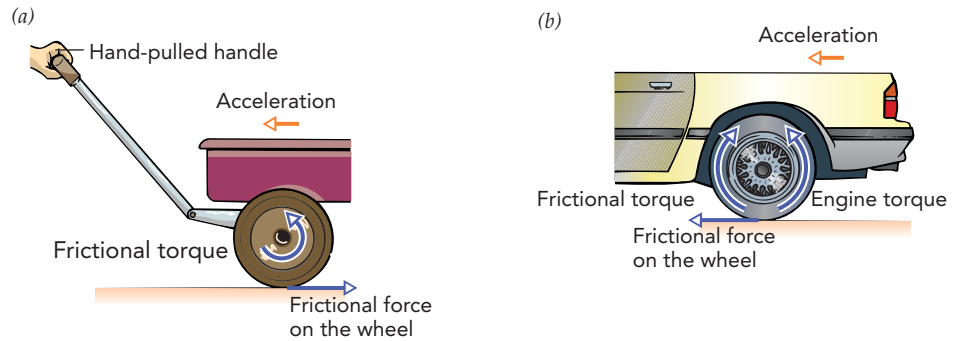 (a)
Hand-pulled handle
Acceleration
Frictional torque
Frictional force
on the wheel
(b)
Acceleration
Frictional torque
Engine torque
Frictional force
on the wheel